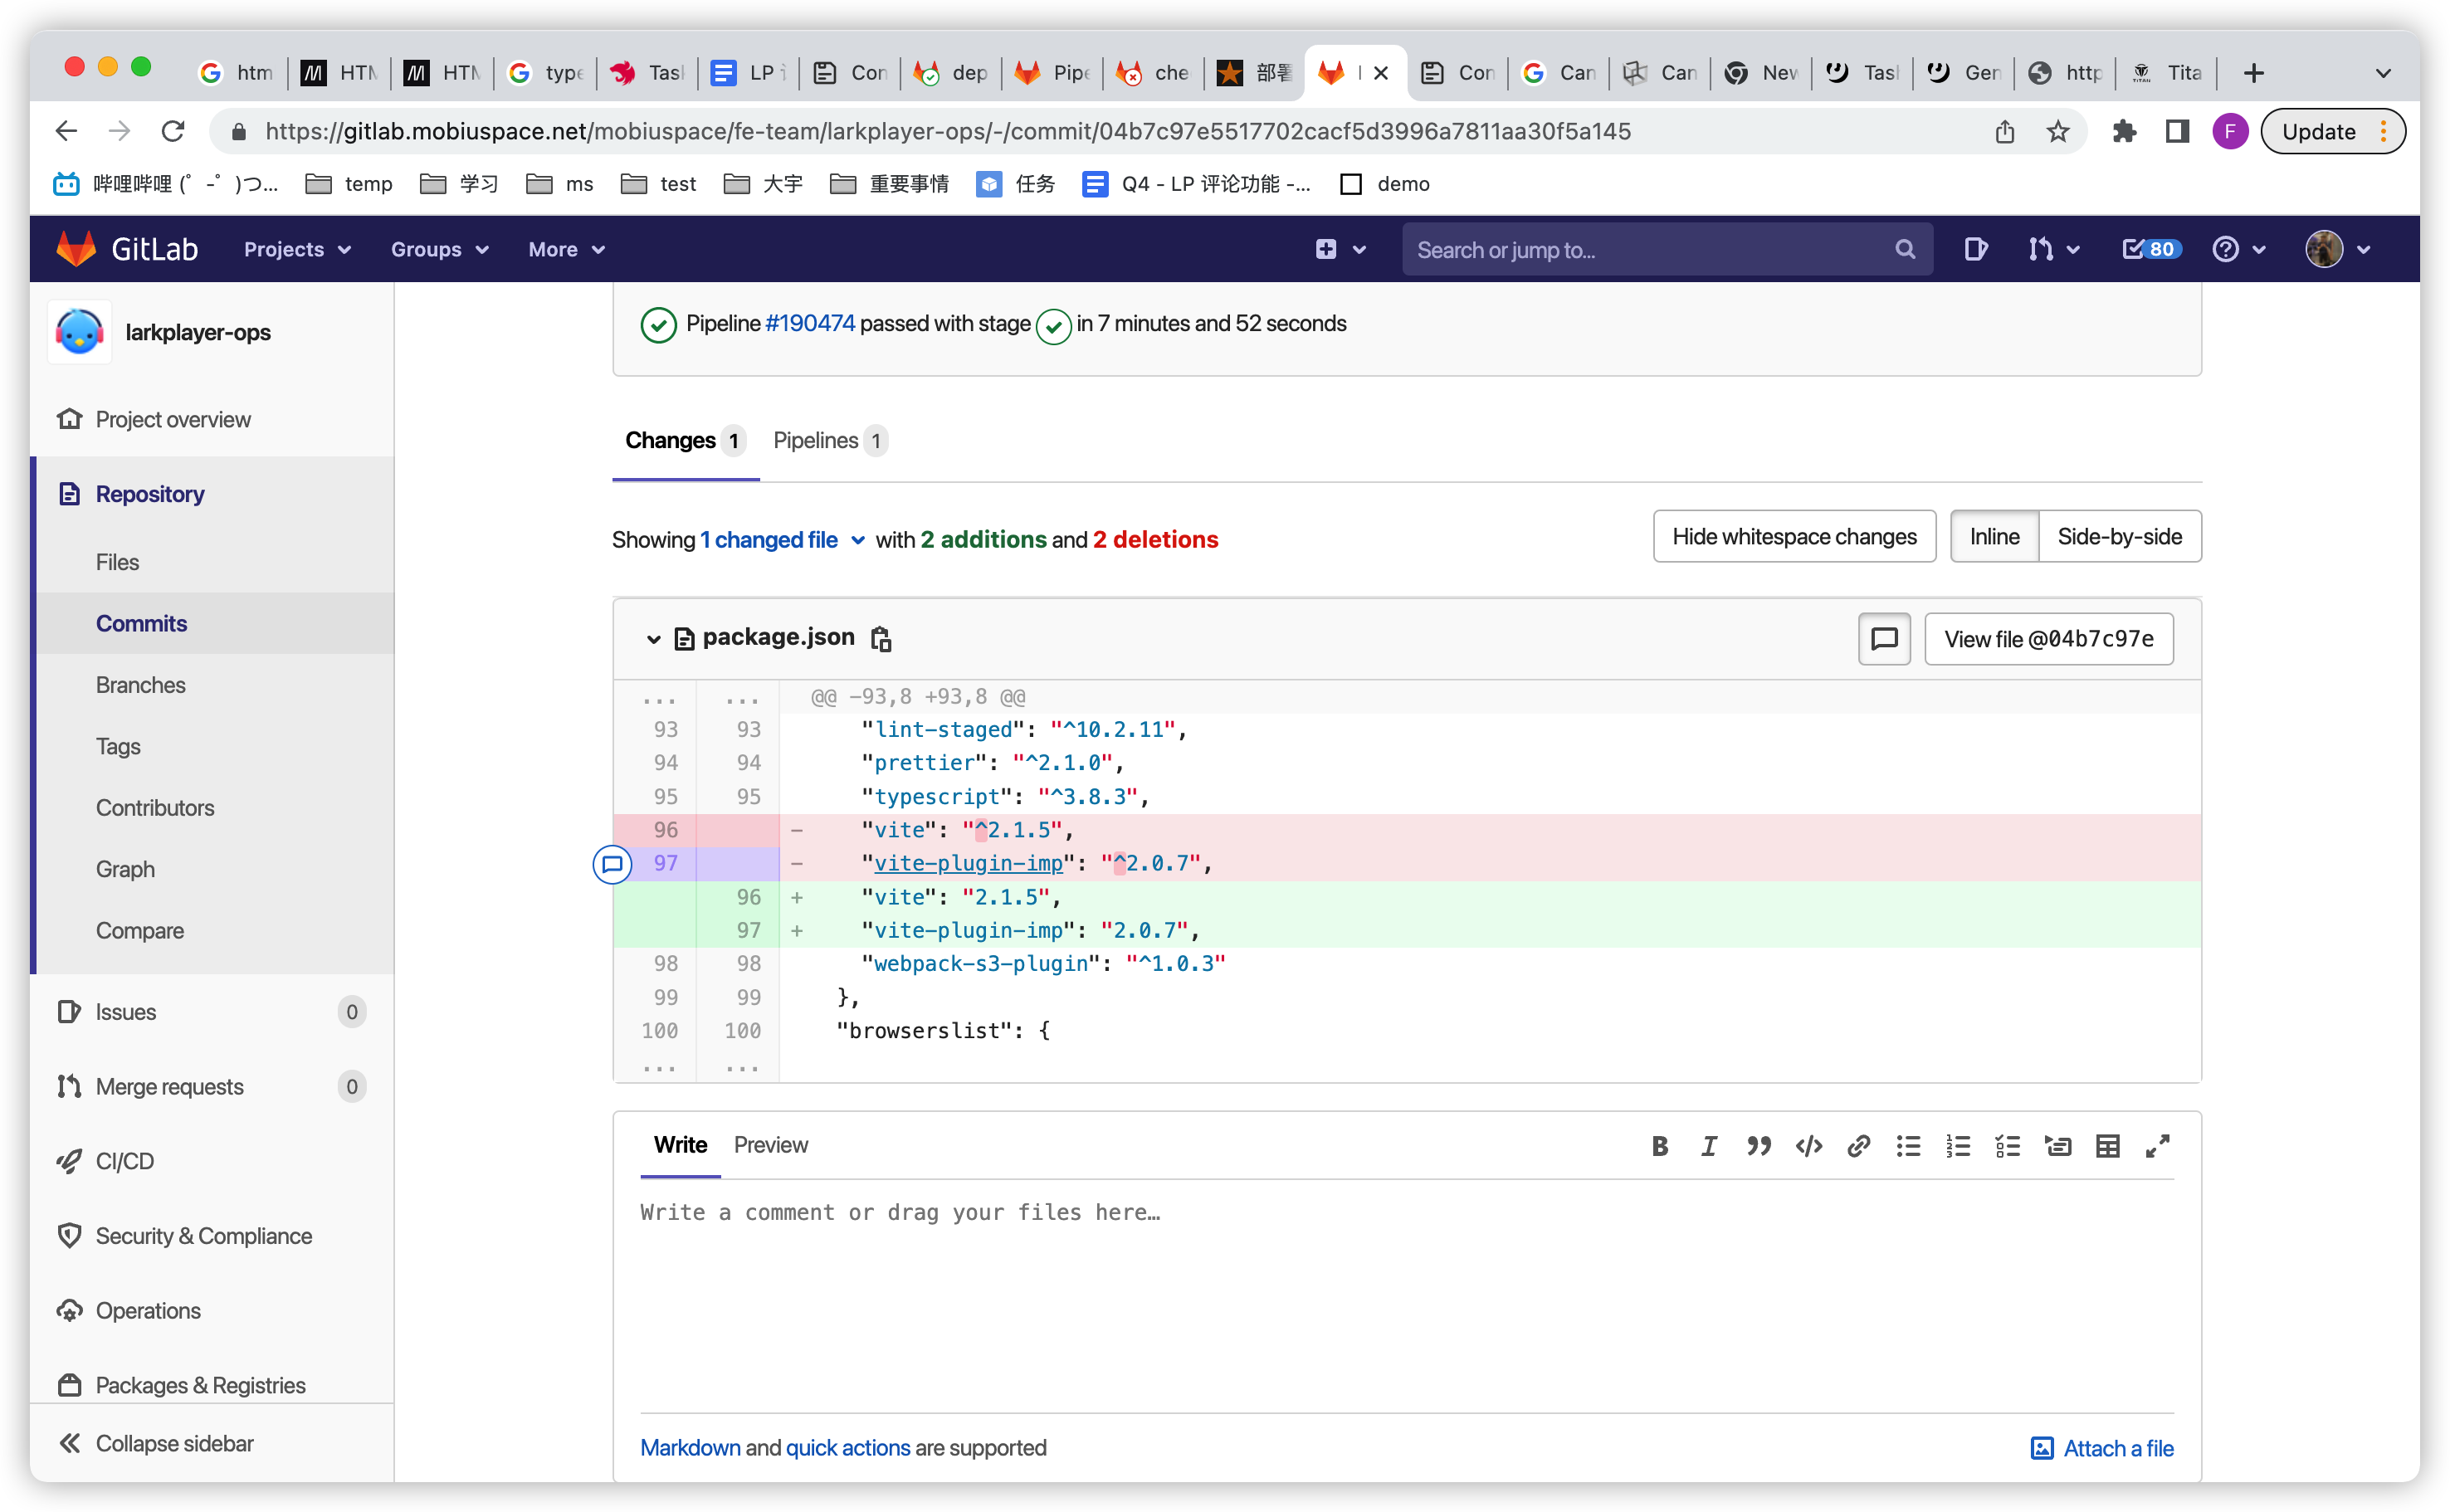 htm HTM HTM type Tas LP Con dep Pipe che 部署 Con Can Can New Tas Gen http Tita
https://gitlab.mobiuspace.net/mobiuspace/fe-team/larkplayer-ops/-/commit/04b7c97e5517702cacf5d3996a7811aa30f5a145
F
Update
哔哩哔哩 (゜-゜)つ... temp 学习 ms test 大宇 重要事情 任务 Q4 - LP 评论功能 -... demo
GitLab Projects Groups More Search or jump to... 80
larkplayer-ops
Project overview
Repository
Files
Commits
Branches
Tags
Contributors
Graph
Compare
Issues 0
Merge requests 0
CI/CD
Security & Compliance
Operations
Packages & Registries
Collapse sidebar
Pipeline #190474 passed with stage in 7 minutes and 52 seconds
Changes 1 Pipelines 1
Showing 1 changed file with 2 additions and 2 deletions
Hide whitespace changes Inline Side-by-side
package.json View file @04b7c97e
... ... @@ -93,8 +93,8 @@
93 93 "lint-staged": "^10.2.11",
94 94 "prettier": "^2.1.0",
95 95 "typescript": "^3.8.3",
96 - "vite": "^2.1.5",
97 - "vite-plugin-imp": "^2.0.7",
96 + "vite": "2.1.5",
97 + "vite-plugin-imp": "2.0.7",
98 98 "webpack-s3-plugin": "^1.0.3"
99 99 },
100 100 "browserslist": {
... ...
Write Preview
Write a comment or drag your files here…
Markdown and quick actions are supported
Attach a file